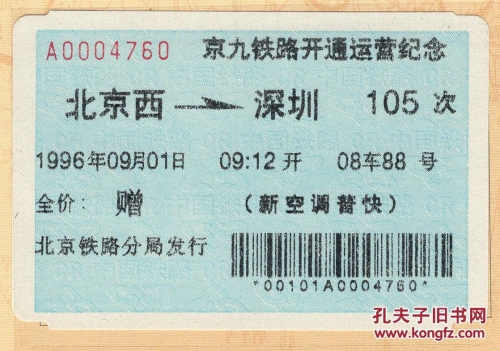 A0004760 京九铁路开通运营纪念
北京西 → 深圳 105 次
1996年09月01日 09:12 开 08车88 号
全价: 赠 (新空调普快)
北京铁路分局发行
*00101A0004760*
孔夫子旧书网
www.kongfz.com